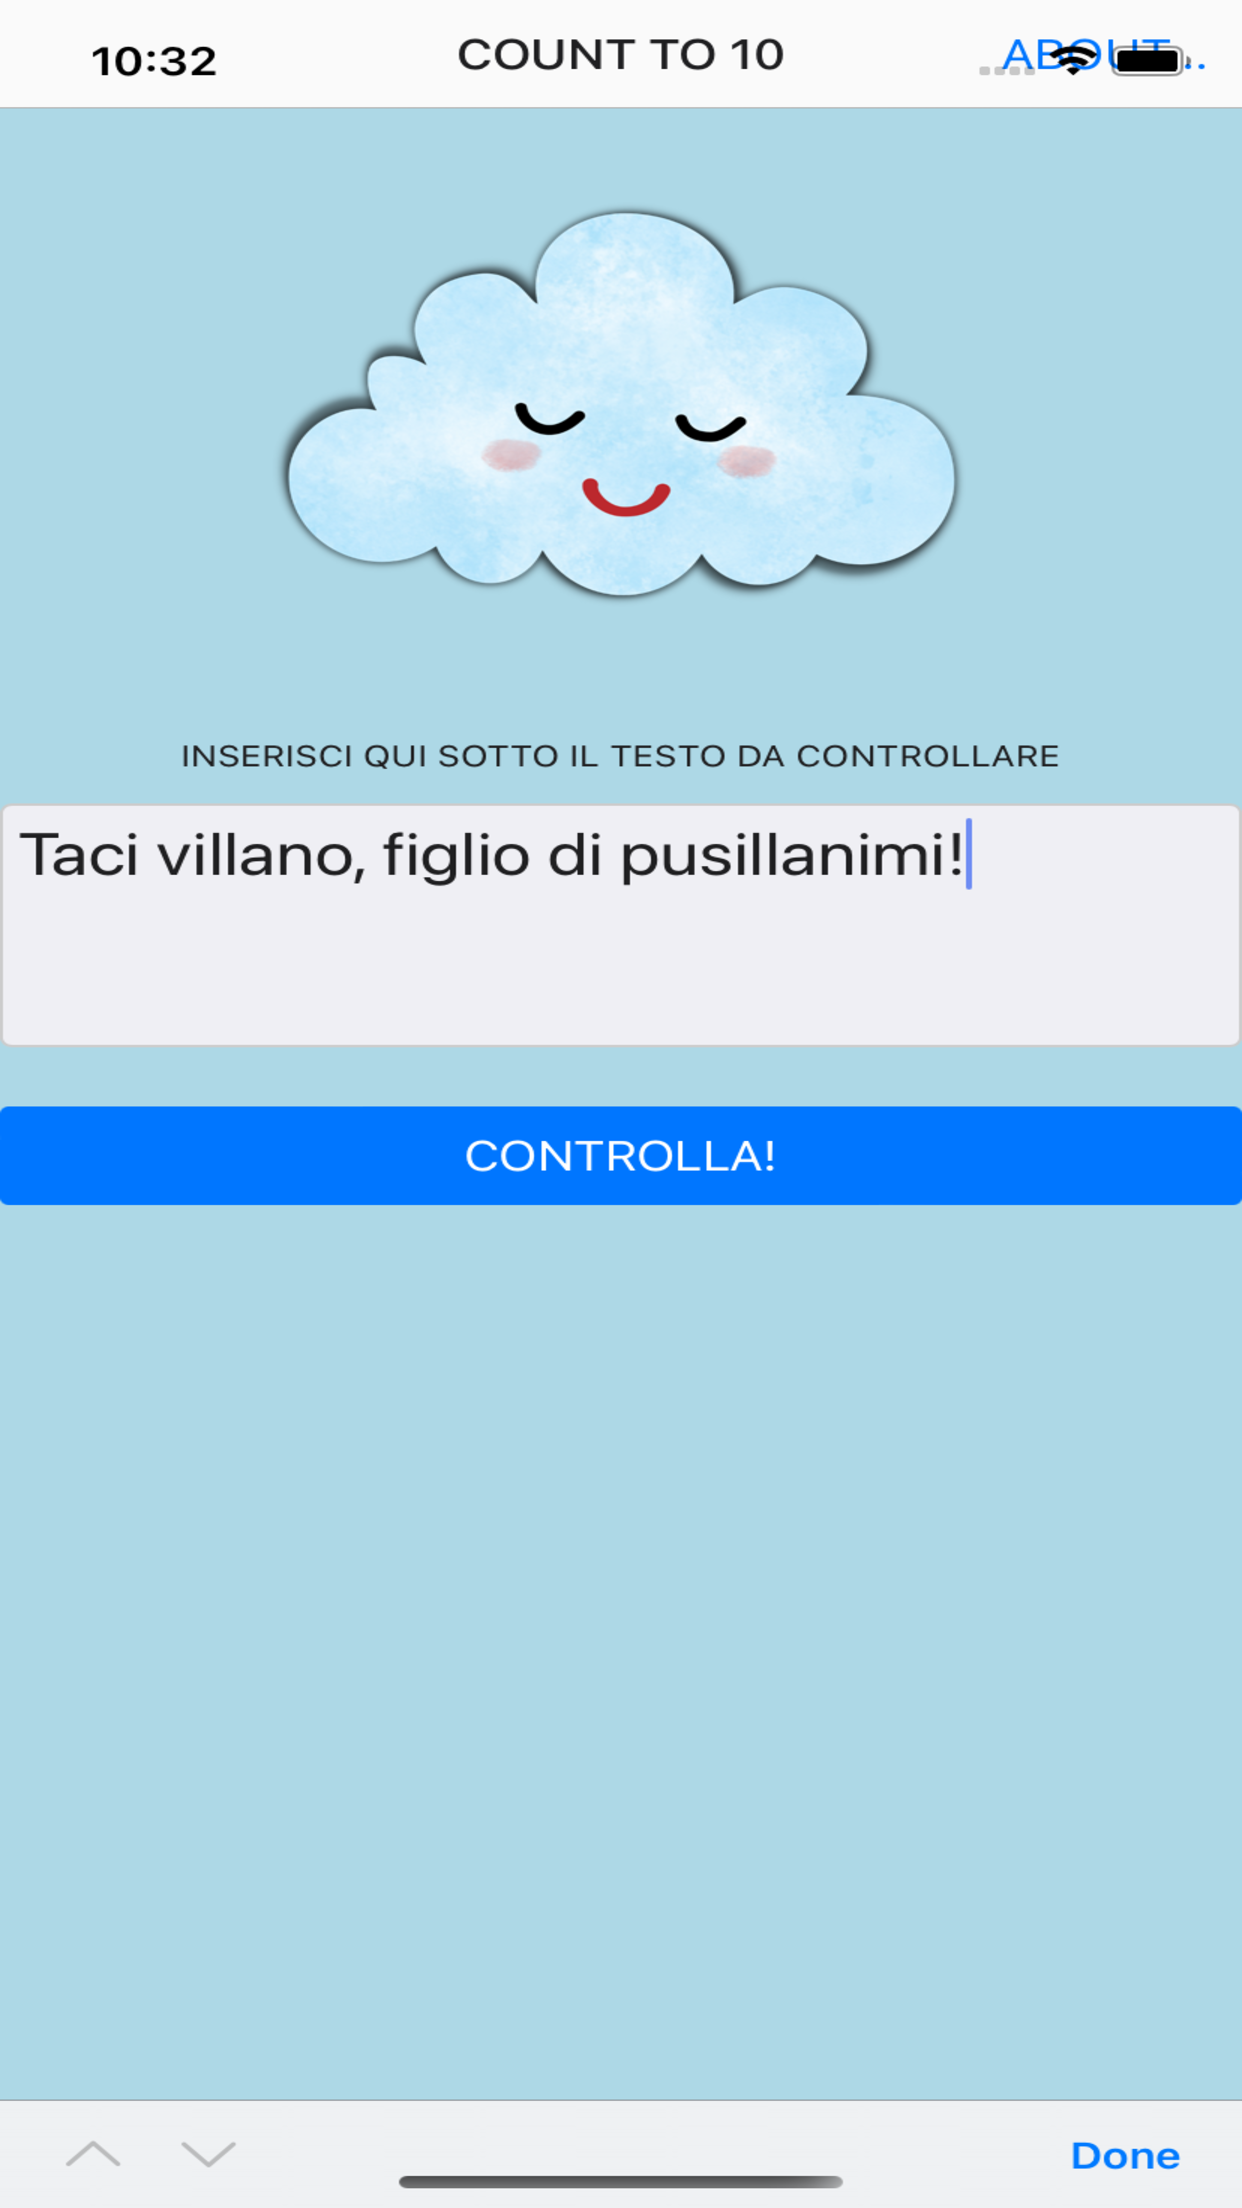 10:32
COUNT TO 10
ABOUT...
INSERISCI QUI SOTTO IL TESTO DA CONTROLLARE
Taci villano, figlio di pusillanimi!
CONTROLLA!
Done